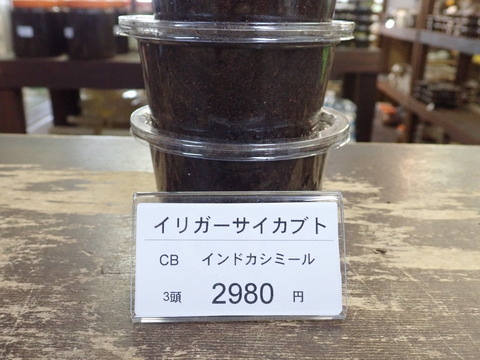 イリガーサイカブト
CB インドカシミール
3頭 2980 円